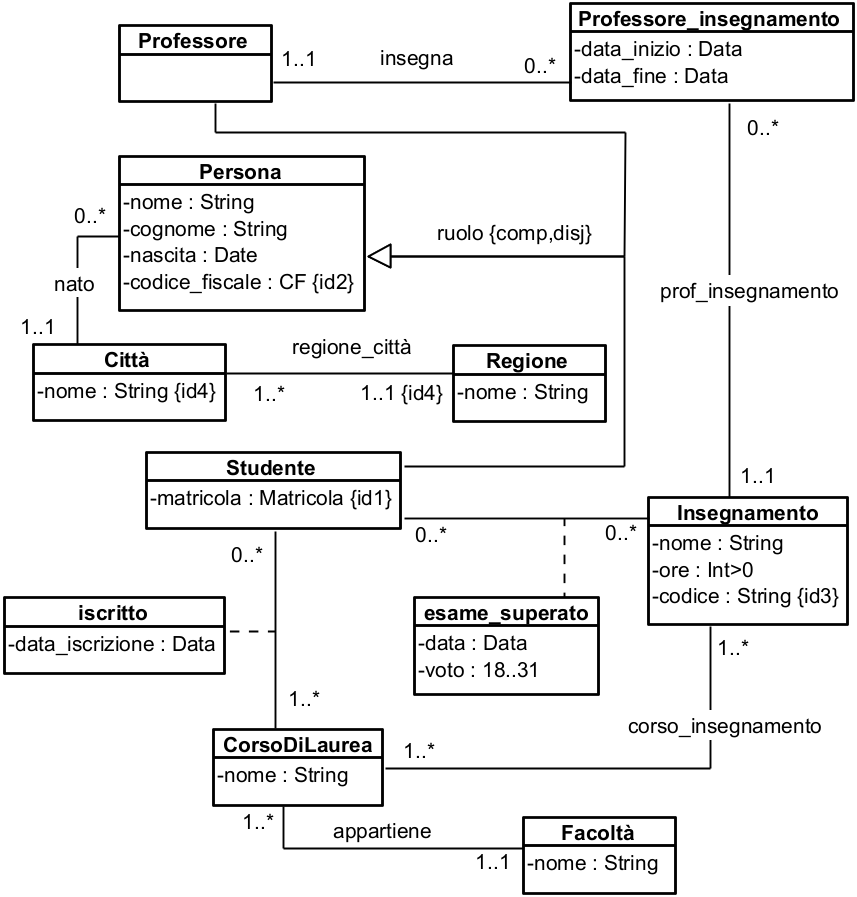 Professore
1..1
insegna
0..*
Professore_insegnamento
-data_inizio : Data
-data_fine : Data
0..*
Persona
-nome : String
-cognome : String
-nascita : Date
-codice_fiscale : CF {id2}
ruolo {comp,disj}
0..*
nato
1..1
prof_insegnamento
Città
-nome : String {id4}
regione_città
1..*
1..1 {id4}
Regione
-nome : String
Studente
-matricola : Matricola {id1}
1..1
0..*
0..*
Insegnamento
-nome : String
-ore : Int>0
-codice : String {id3}
0..*
iscritto
-data_iscrizione : Data
esame_superato
-data : Data
-voto : 18..31
1..*
1..*
corso_insegnamento
CorsoDiLaurea
-nome : String
1..*
1..*
appartiene
1..1
Facoltà
-nome : String